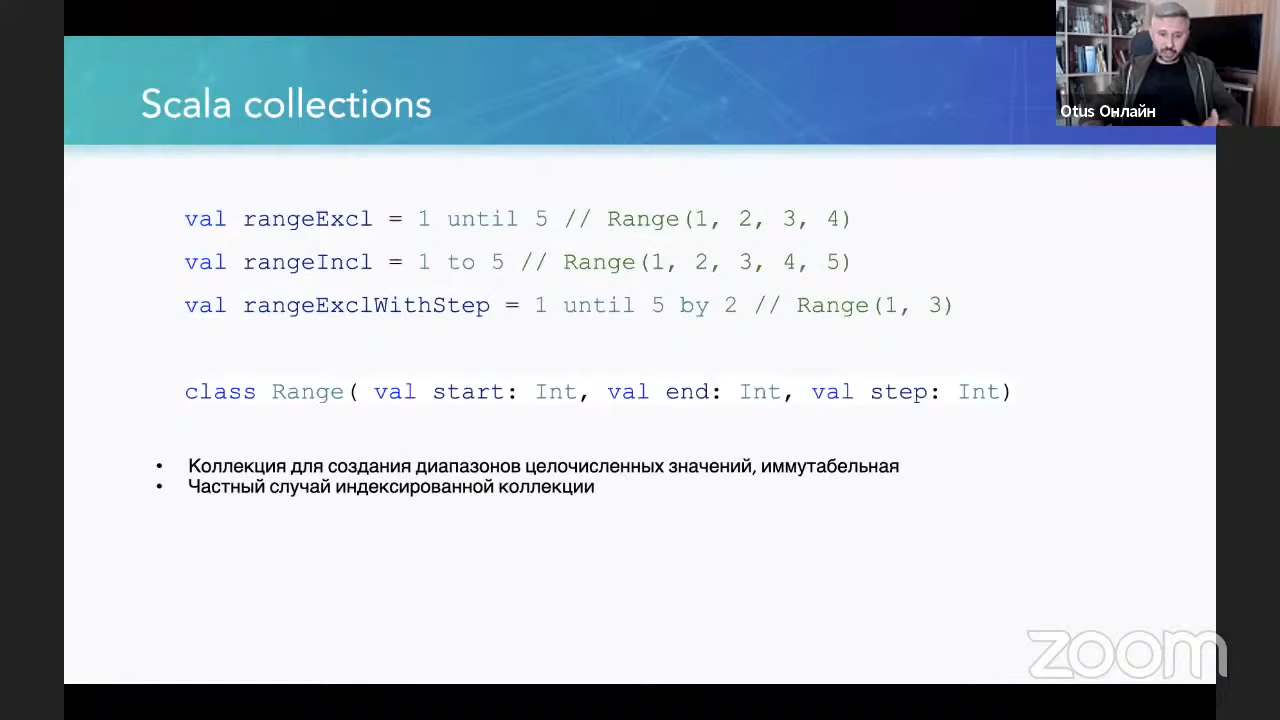 Scala collections
Otus Онлайн
val rangeExcl = 1 until 5 // Range(1, 2, 3, 4)
val rangeIncl = 1 to 5 // Range(1, 2, 3, 4, 5)
val rangeExclWithStep = 1 until 5 by 2 // Range(1, 3)
class Range( val start: Int, val end: Int, val step: Int)
• Коллекция для создания диапазонов целочисленных значений, иммутабельная
• Частный случай индексированной коллекции
zoom